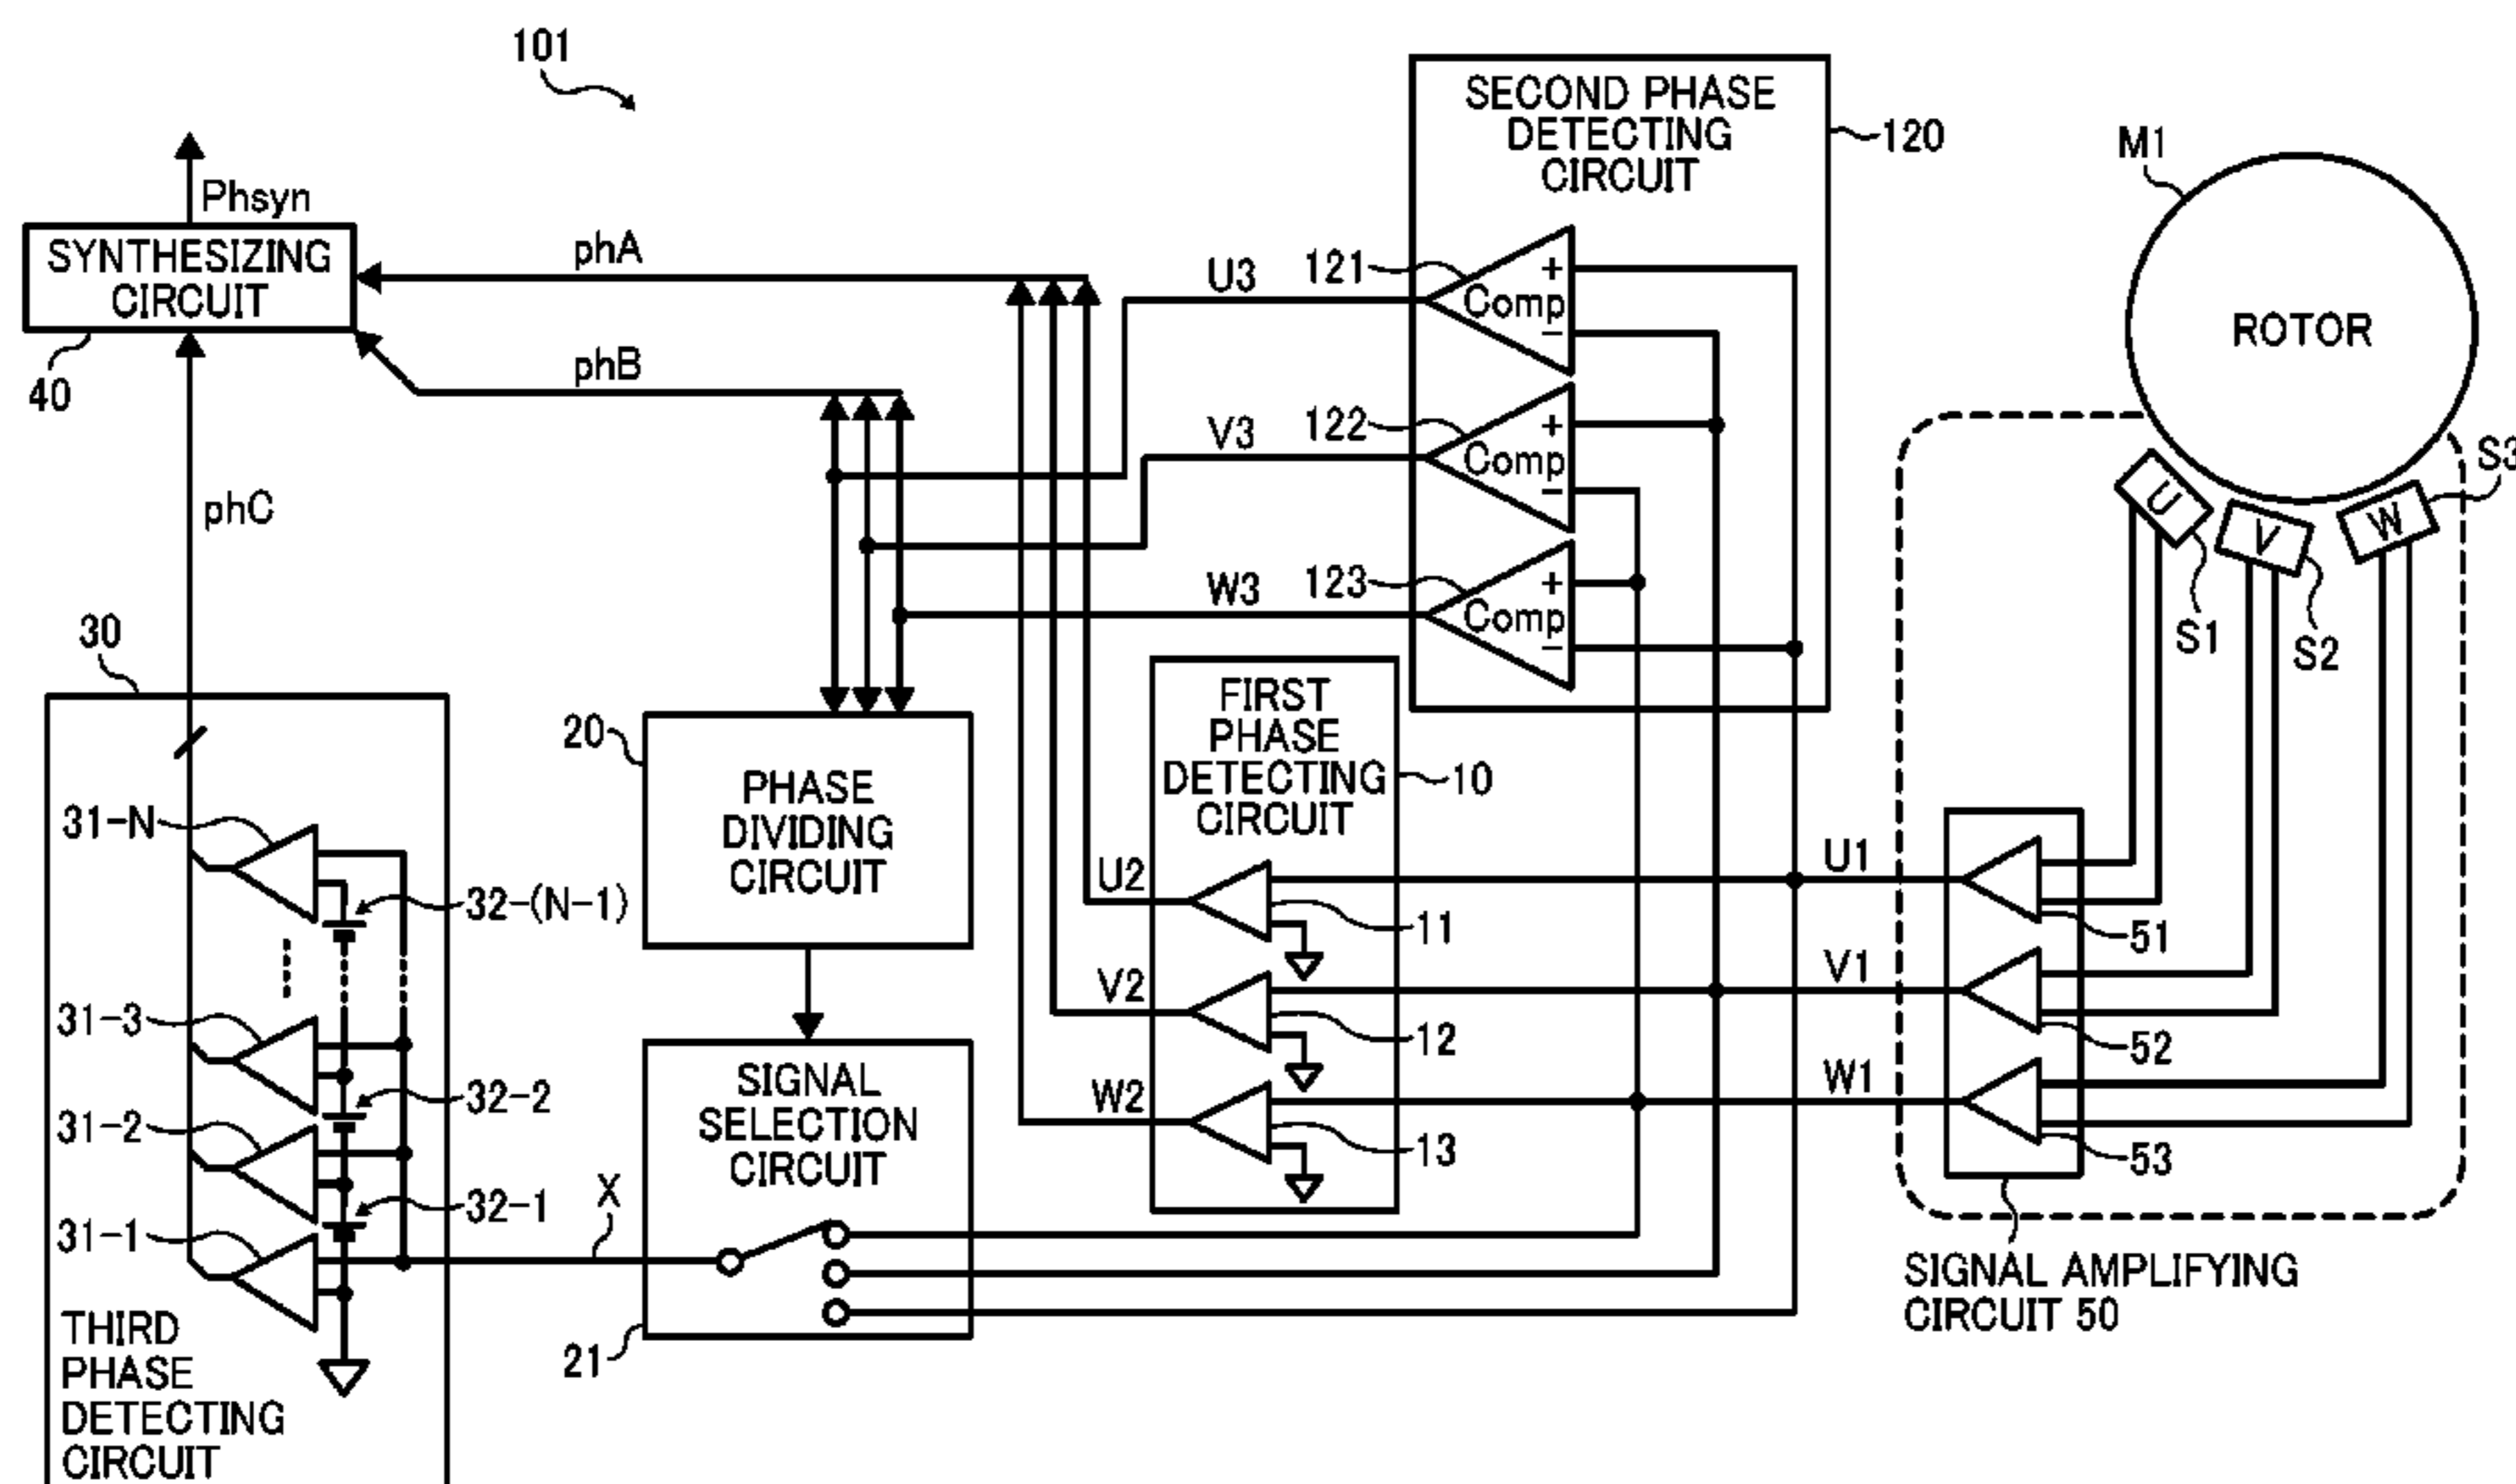 101
SECOND PHASE
DETECTING
CIRCUIT
120
M1
ROTOR
Phsyn
SYNTHESIZING
CIRCUIT
40
phA
phB
phC
U3
V3
W3
121
Comp
+
−
122
Comp
+
−
123
Comp
+
−
U
V
W
S1
S2
S3
30
31-N
32-(N-1)
31-3
32-2
31-2
32-1
31-1
THIRD
PHASE
DETECTING
CIRCUIT
20
PHASE
DIVIDING
CIRCUIT
SIGNAL
SELECTION
CIRCUIT
X
21
FIRST
PHASE
DETECTING
CIRCUIT
10
U2
V2
W2
11
12
13
U1
V1
W1
51
52
53
SIGNAL AMPLIFYING
CIRCUIT 50